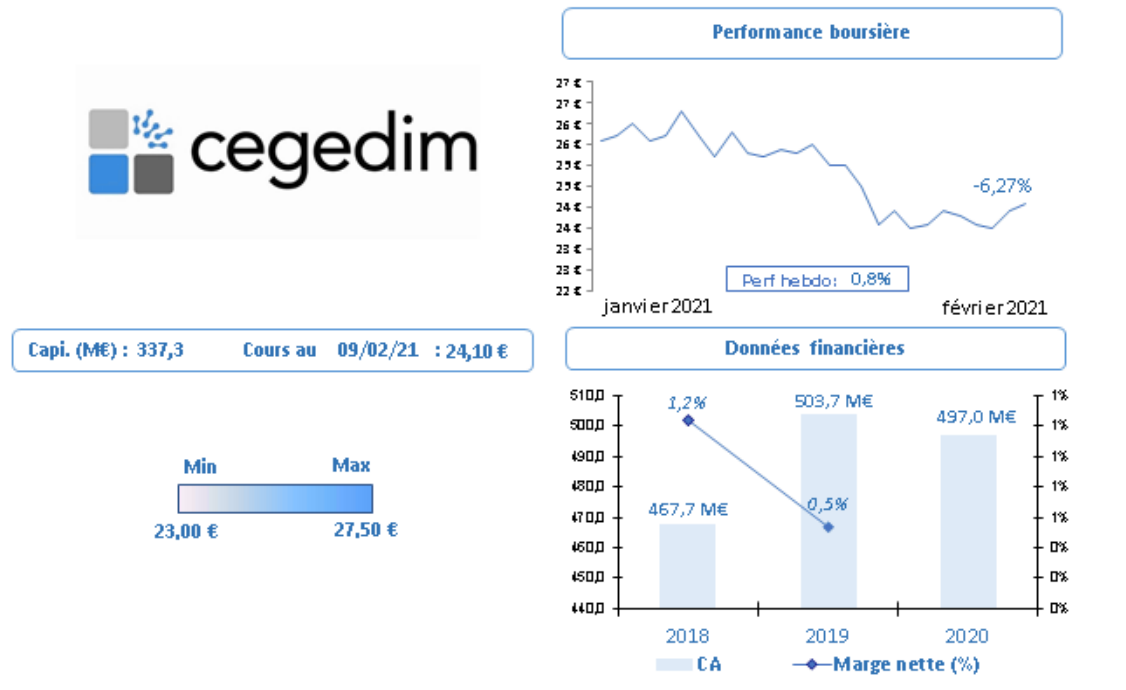 cegedim
Performance boursière
27 €
27 €
26 €
26 €
25 €
25 €
24 €
24 €
23 €
23 €
22 €
-6,27%
Perf hebdo: 0,8%
janvier 2021
février 2021
Capi. (M€) : 337,3 Cours au 09/02/21 : 24,10 €
Min Max
23,00 € 27,50 €
Données financières
510,0
500,0
490,0
480,0
470,0
460,0
450,0
440,0
1,2%
503,7 M€
497,0 M€
467,7 M€
0,5%
1%
1%
1%
1%
1%
0%
0%
0%
2018 2019 2020
CA Marge nette (%)